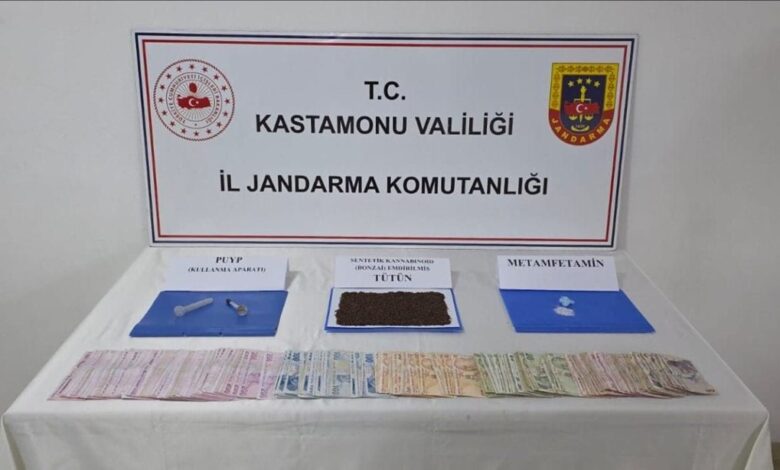 T.C.
KASTAMONU VALİLİĞİ
İL JANDARMA KOMUTANLIĞI
JANDARMA
PUYP
(KULLANMA APARATI)
SENTETİK KANNABİNOİD
(BONZAİ) EMDİRİLMİŞ
TÜTÜN
METAMFETAMİN